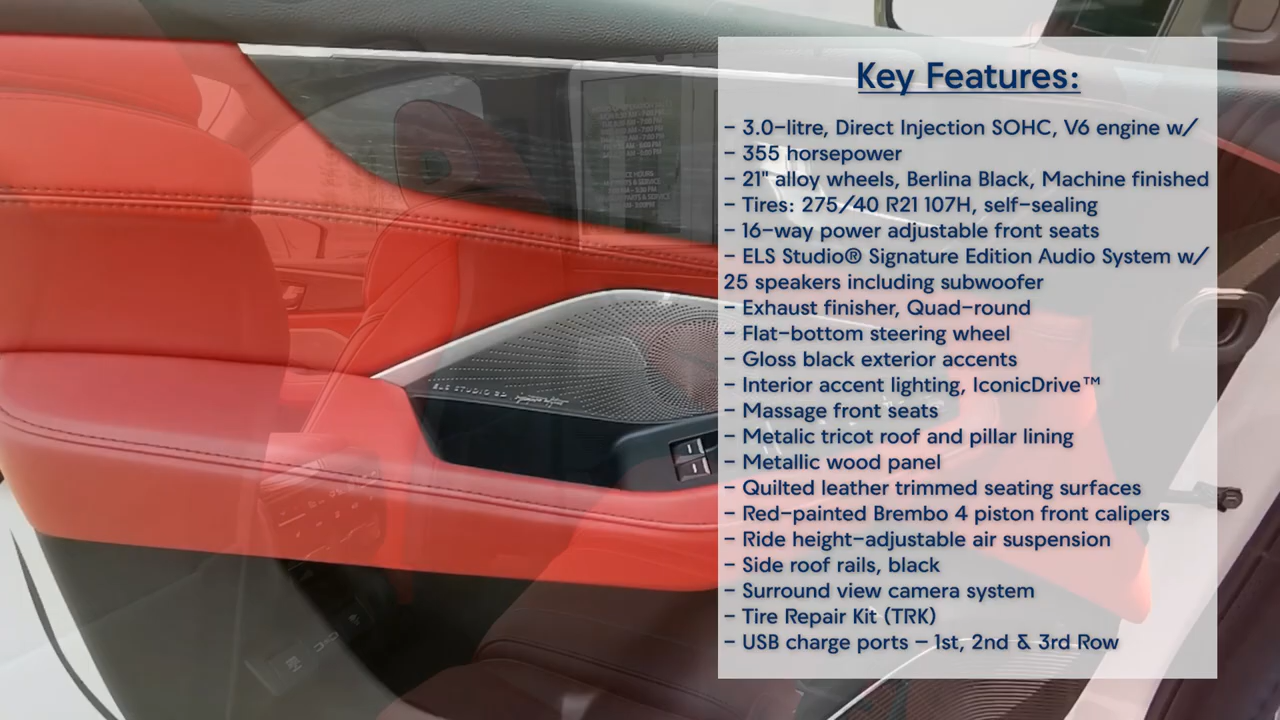 Key Features:
- 3.0-litre, Direct Injection SOHC, V6 engine w/
- 355 horsepower
- 21" alloy wheels, Berlina Black, Machine finished
- Tires: 275/40 R21 107H, self-sealing
- 16-way power adjustable front seats
- ELS Studio® Signature Edition Audio System w/
25 speakers including subwoofer
- Exhaust finisher, Quad-round
- Flat-bottom steering wheel
- Gloss black exterior accents
- Interior accent lighting, IconicDrive™
- Massage front seats
- Metalic tricot roof and pillar lining
- Metallic wood panel
- Quilted leather trimmed seating surfaces
- Red-painted Brembo 4 piston front calipers
- Ride height-adjustable air suspension
- Side roof rails, black
- Surround view camera system
- Tire Repair Kit (TRK)
- USB charge ports - 1st, 2nd & 3rd Row
ELS STUDIO 3D